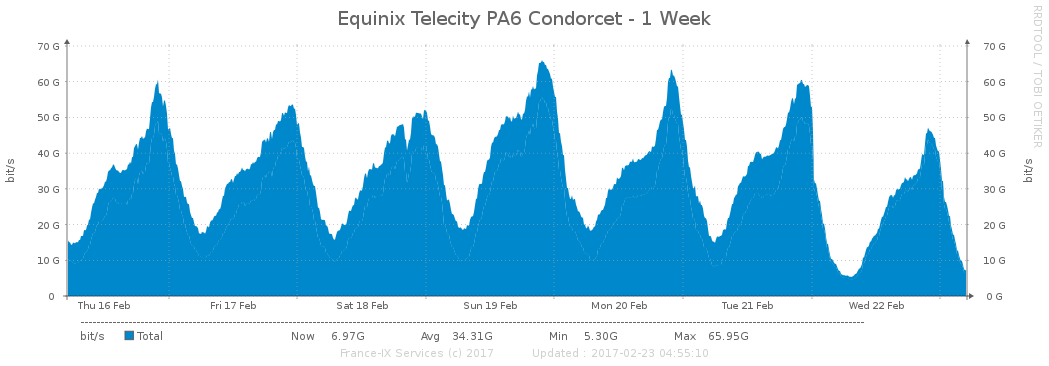 Equinix Telecity PA6 Condorcet - 1 Week
RRDTOOL / TOBI OETIKER
bit/s
70 G 70 G
60 G 60 G
50 G 50 G
40 G 40 G
30 G 30 G
20 G 20 G
10 G 10 G
0 0 G
bit/s
Thu 16 Feb Fri 17 Feb Sat 18 Feb Sun 19 Feb Mon 20 Feb Tue 21 Feb Wed 22 Feb
bit/s Total Now 6.97G Avg 34.31G Min 5.30G Max 65.95G
France-IX Services (c) 2017 Updated : 2017-02-23 04:55:10